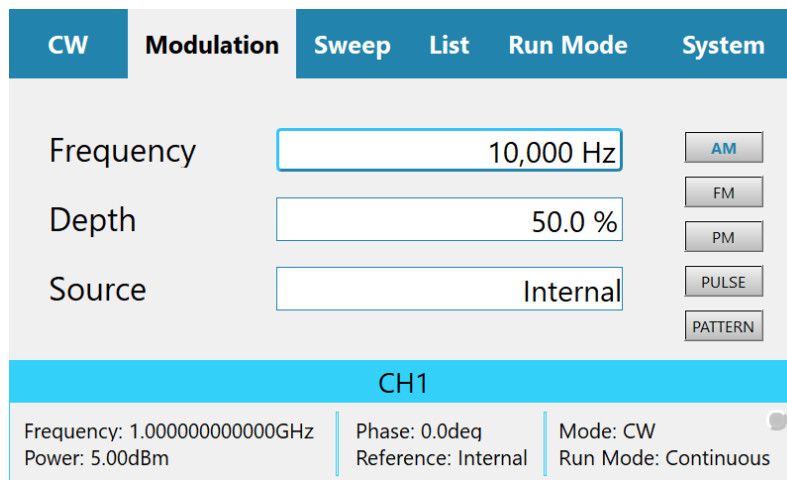 CW Modulation Sweep List Run Mode System
Frequency 10,000 Hz AM
FM
Depth 50.0 % PM
Source Internal PULSE
PATTERN
CH1
Frequency: 1.000000000000GHz Phase: 0.0deg Mode: CW
Power: 5.00dBm Reference: Internal Run Mode: Continuous